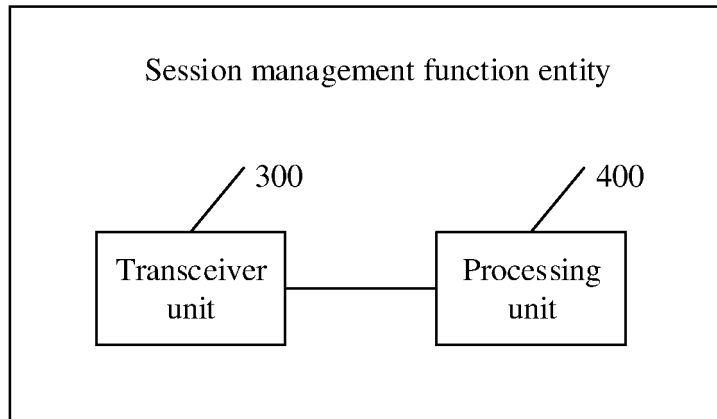 Session management function entity
300
400
Transceiver
unit
Processing
unit